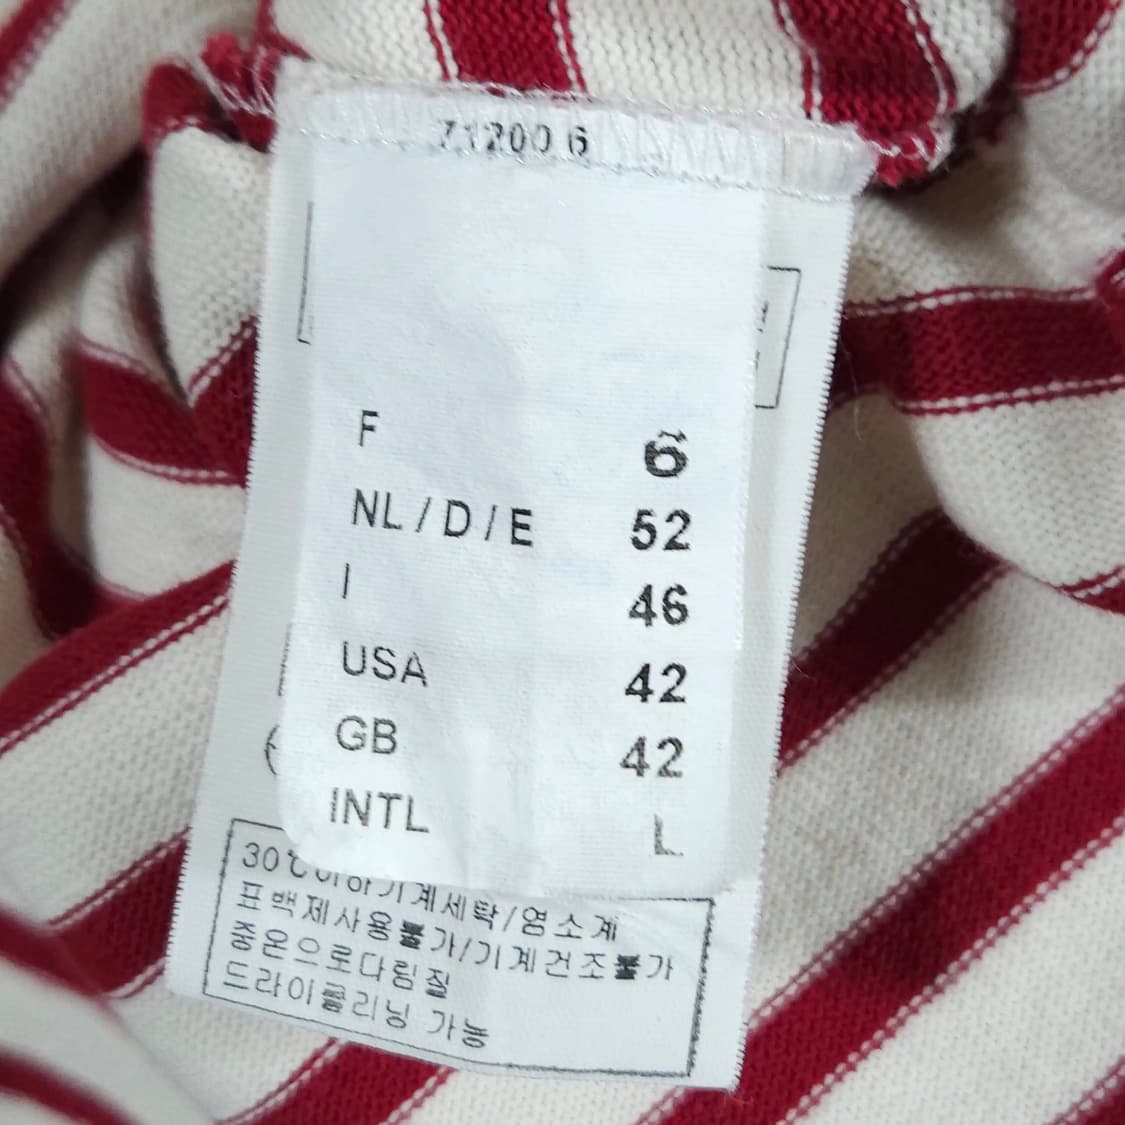 71200 6
F 6
NL / D / E 52
I 46
USA 42
GB 42
INTL L
30℃이하기계세탁/염소계
표백제사용불가/기계건조불가
중온으로다림질
드라이클리닝 가능